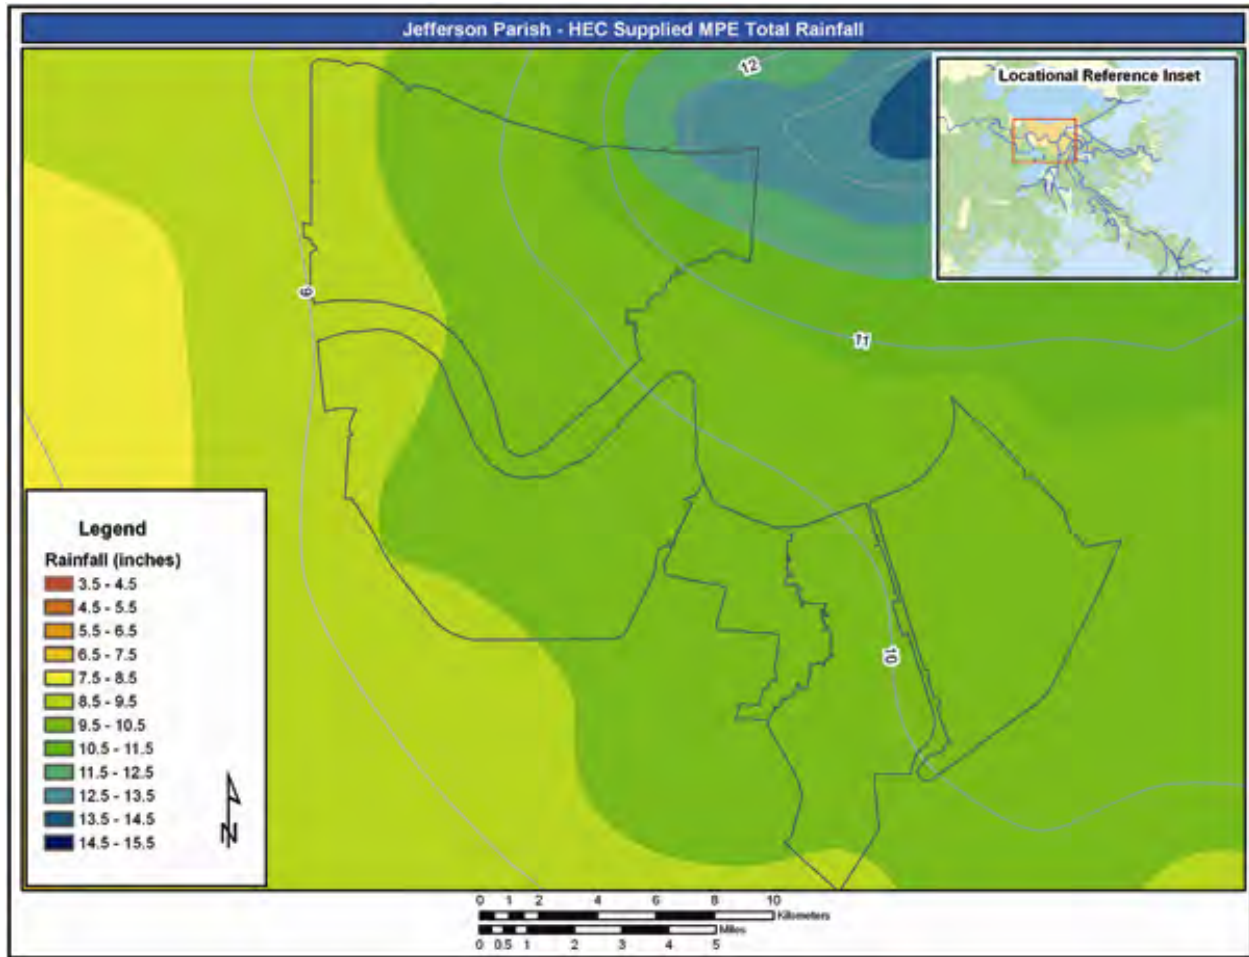 Jefferson Parish - HEC Supplied MPE Total Rainfall
12
Locational Reference Inset
9
11
10
Legend
Rainfall (inches)
3.5 - 4.5
4.5 - 5.5
5.5 - 6.5
6.5 - 7.5
7.5 - 8.5
8.5 - 9.5
9.5 - 10.5
10.5 - 11.5
11.5 - 12.5
12.5 - 13.5
13.5 - 14.5
14.5 - 15.5
N
0 1 2 4 6 8 10
Kilometers
Miles
0 0.5 1 2 3 4 5